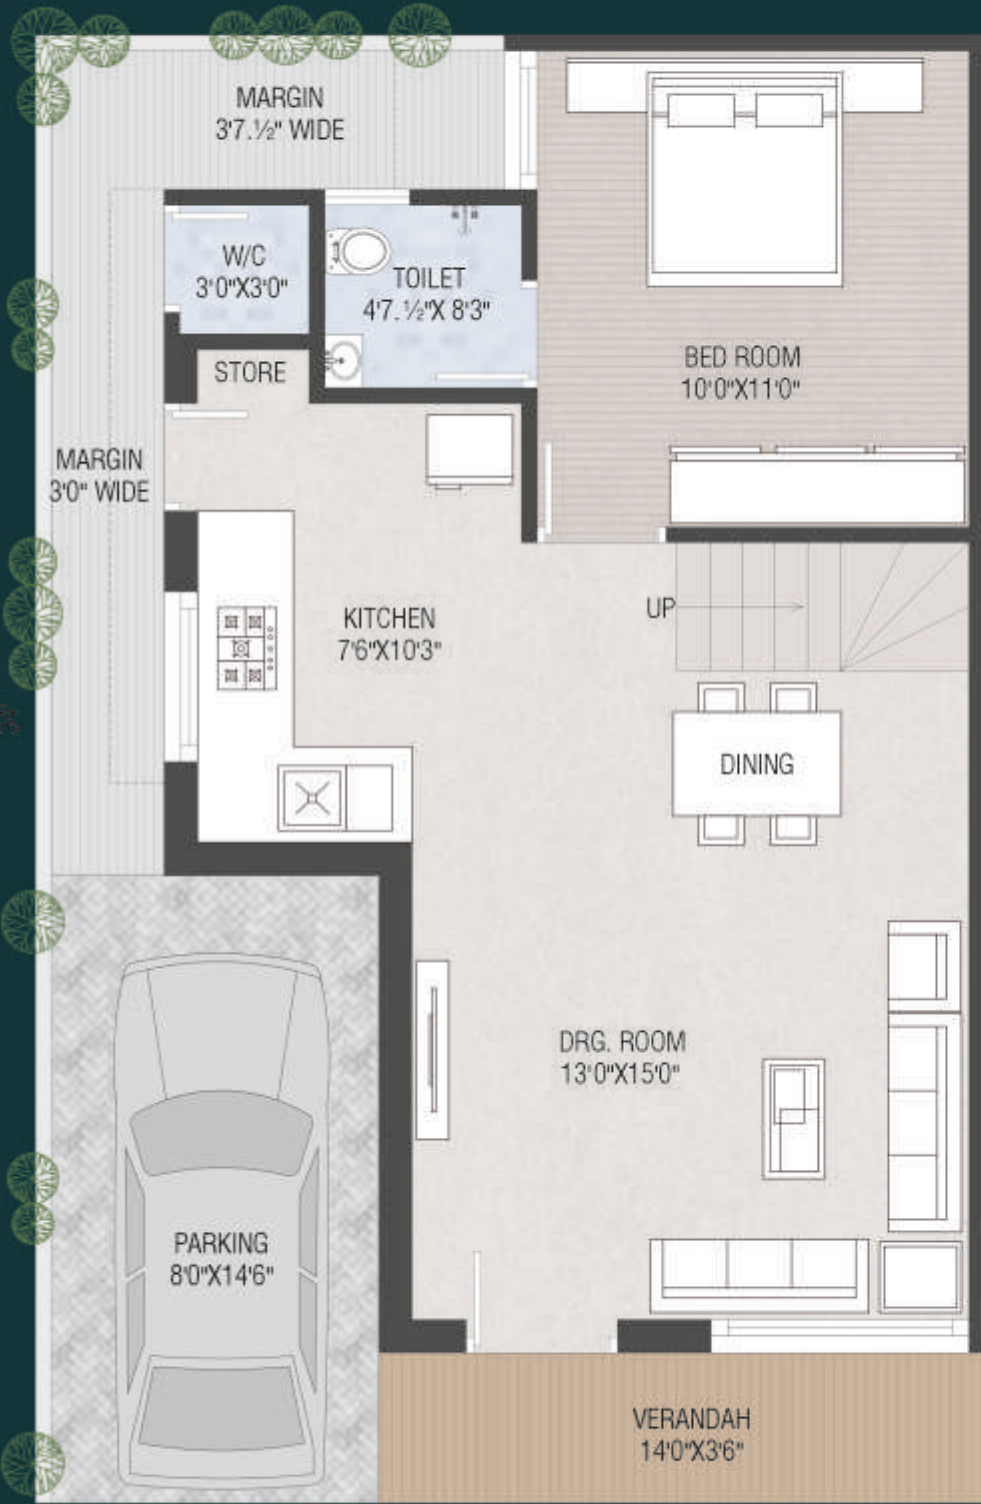 MARGIN
3'7.½" WIDE
W/C
3'0"X3'0"
TOILET
4'7.½"X 8'3"
STORE
BED ROOM
10'0"X11'0"
MARGIN
3'0" WIDE
KITCHEN
7'6"X10'3"
UP
DINING
DRG. ROOM
13'0"X15'0"
PARKING
8'0"X14'6"
VERANDAH
14'0"X3'6"